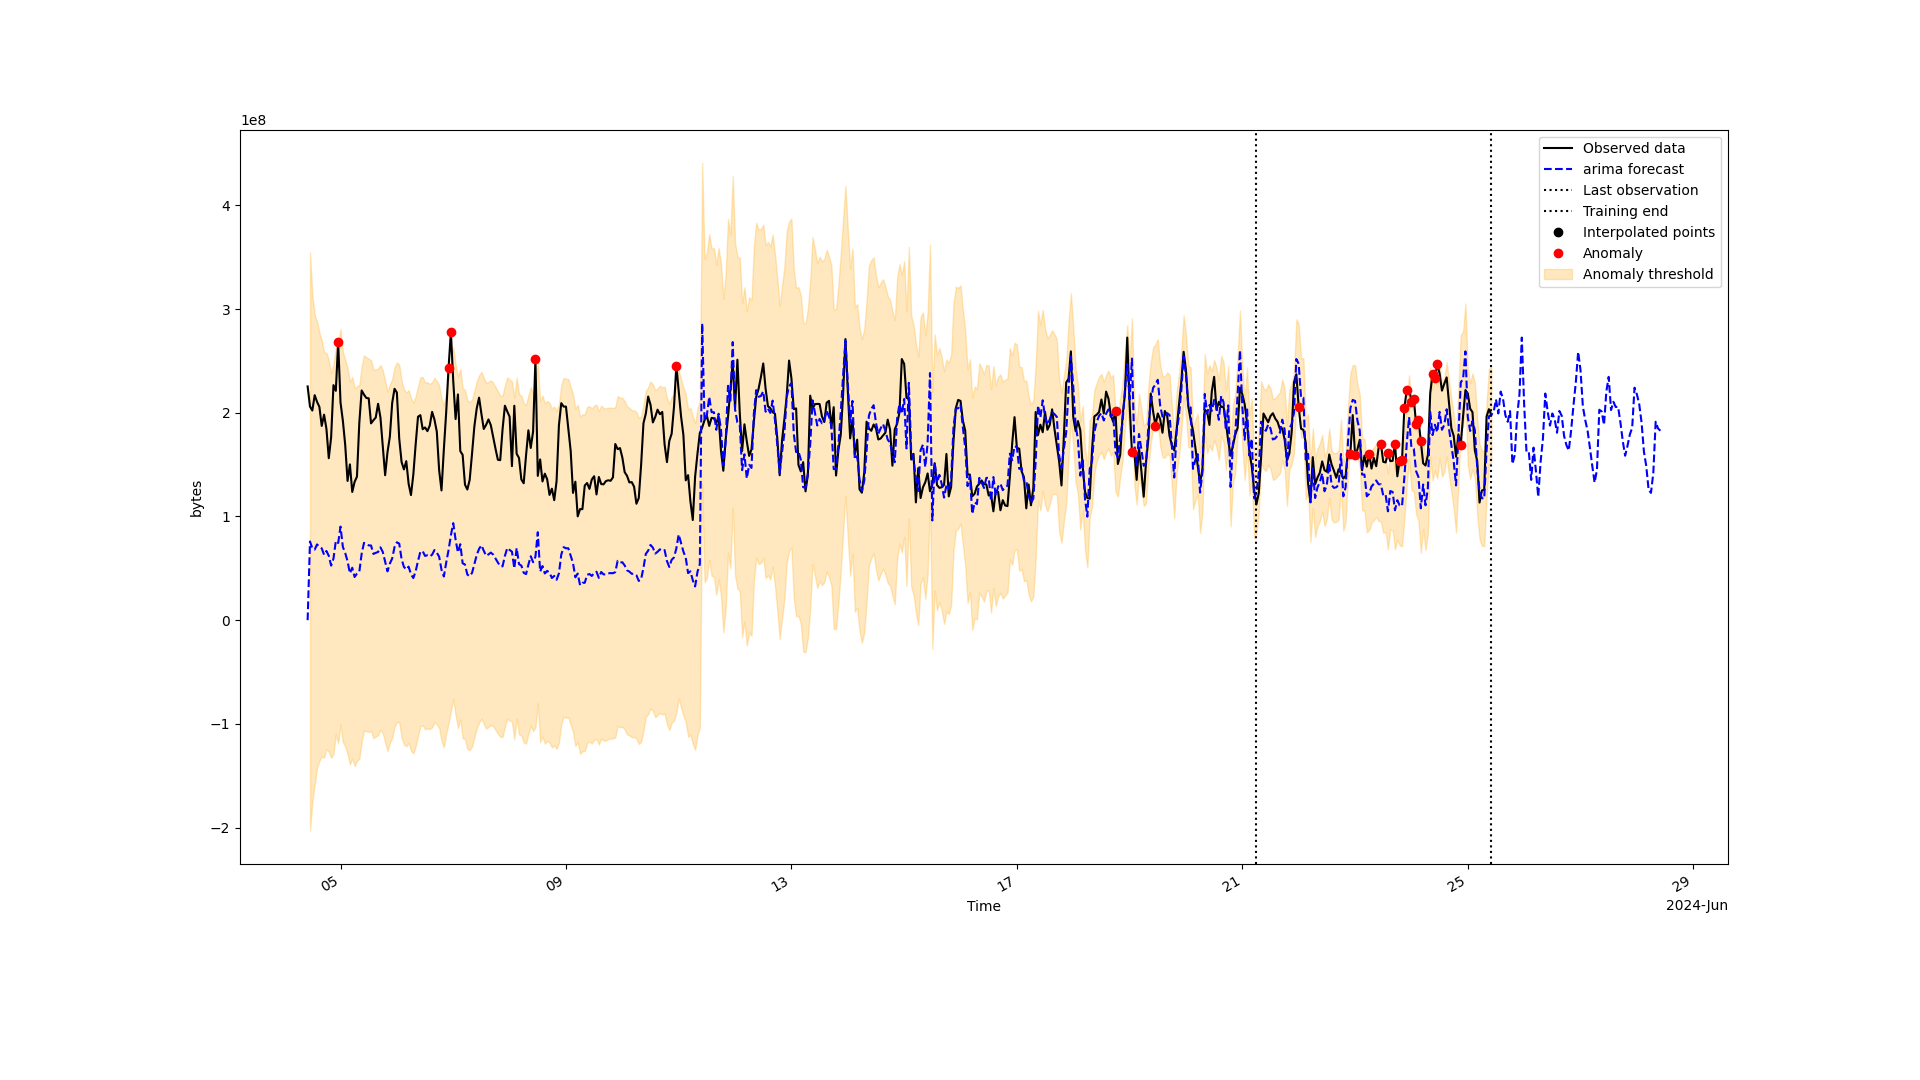 1e8
Observed data
arima forecast
Last observation
Training end
Interpolated points
Anomaly
Anomaly threshold
4
3
2
1
0
−1
−2
bytes
05
09
13
17
21
25
29
Time
2024-Jun